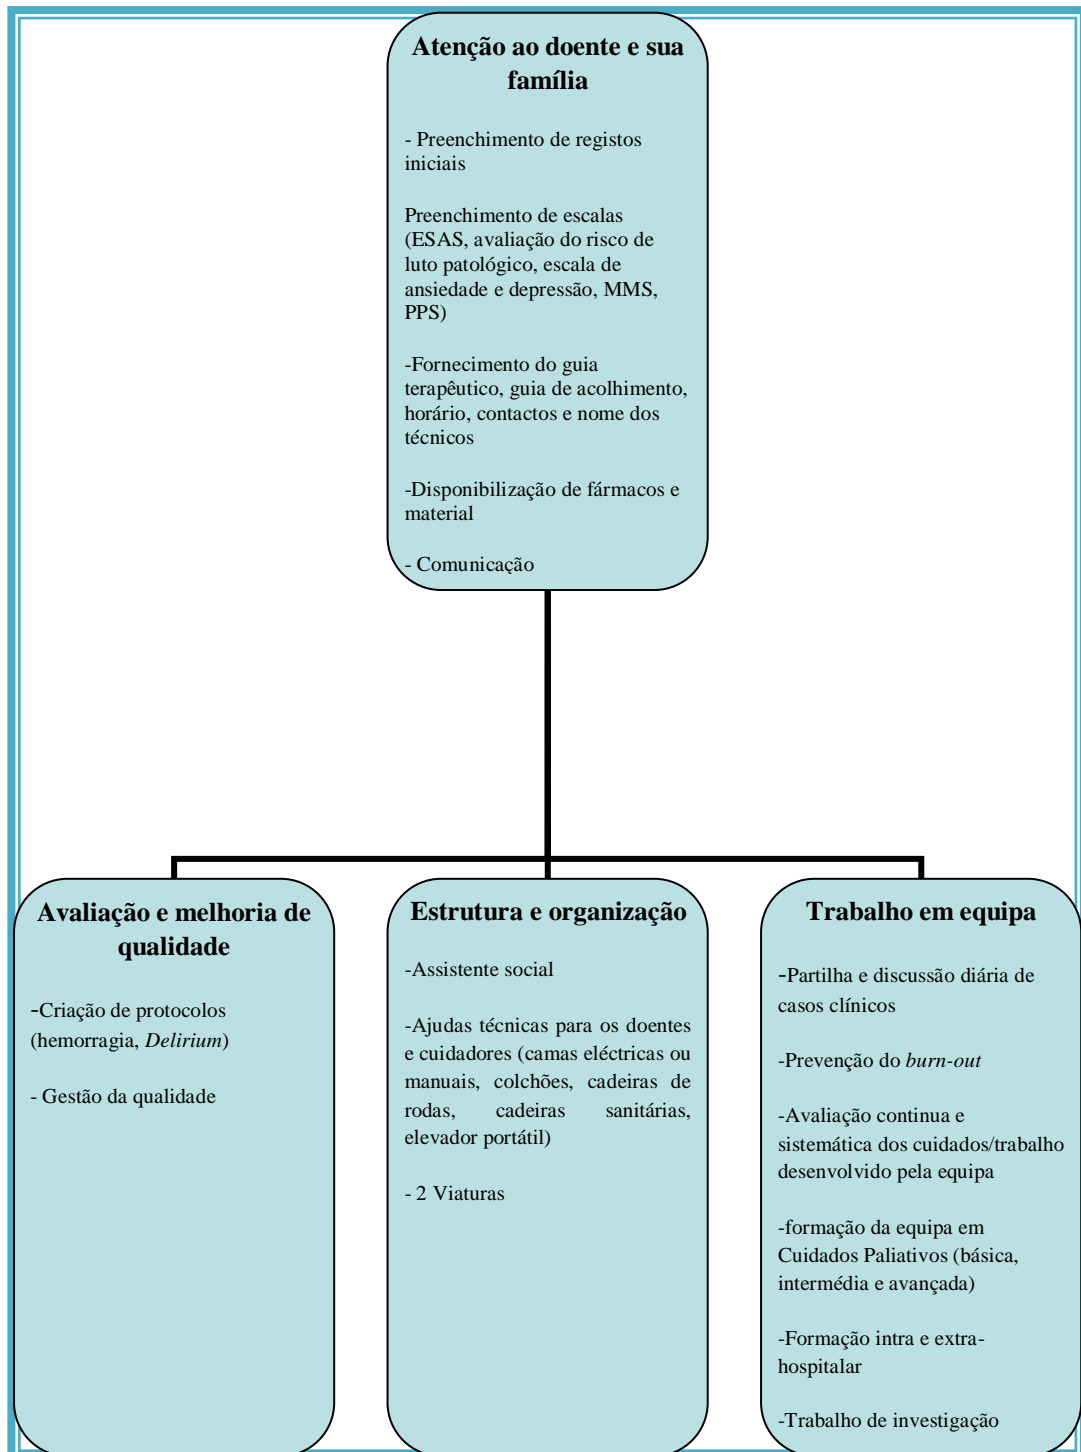 Atenção ao doente e sua
família
- Preenchimento de registos
iniciais
Preenchimento de escalas
(ESAS, avaliação do risco de
luto patológico, escala de
ansiedade e depressão, MMS,
PPS)
-Fornecimento do guia
terapêutico, guia de acolhimento,
horário, contactos e nome dos
técnicos
-Disponibilização de fármacos e
material
- Comunicação
Avaliação e melhoria de
qualidade
-Criação de protocolos
(hemorragia, Delirium)
- Gestão da qualidade
Estrutura e organização
-Assistente social
-Ajudas técnicas para os doentes
e cuidadores (camas eléctricas ou
manuais, colchões, cadeiras de
rodas, cadeiras sanitárias,
elevador portátil)
- 2 Viaturas
Trabalho em equipa
-Partilha e discussão diária de
casos clínicos
-Prevenção do burn-out
-Avaliação continua e
sistemática dos cuidados/trabalho
desenvolvido pela equipa
-formação da equipa em
Cuidados Paliativos (básica,
intermédia e avançada)
-Formação intra e extra-
hospitalar
-Trabalho de investigação